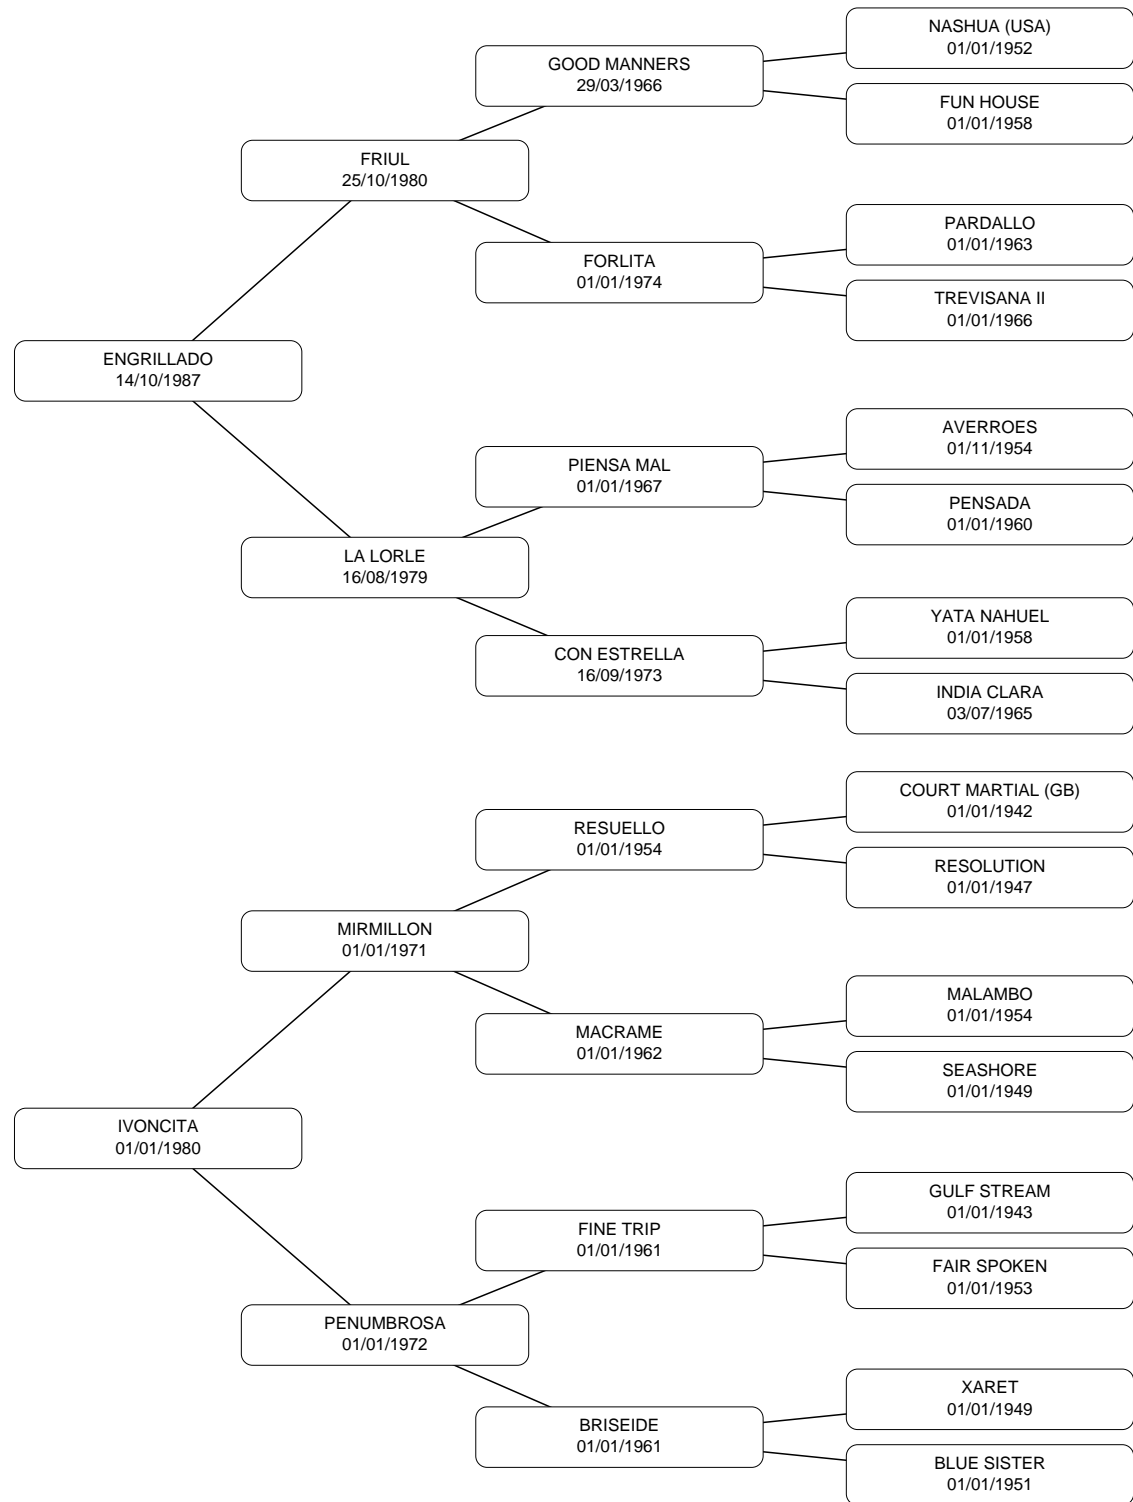 NASHUA (USA)
01/01/1952
GOOD MANNERS
29/03/1966
FUN HOUSE
01/01/1958
FRIUL
25/10/1980
PARDALLO
01/01/1963
FORLITA
01/01/1974
TREVISANA II
01/01/1966
ENGRILLADO
14/10/1987
AVERROES
01/11/1954
PIENSA MAL
01/01/1967
PENSADA
01/01/1960
LA LORLE
16/08/1979
YATA NAHUEL
01/01/1958
CON ESTRELLA
16/09/1973
INDIA CLARA
03/07/1965
COURT MARTIAL (GB)
01/01/1942
RESUELLO
01/01/1954
RESOLUTION
01/01/1947
MIRMILLON
01/01/1971
MALAMBO
01/01/1954
MACRAME
01/01/1962
SEASHORE
01/01/1949
IVONCITA
01/01/1980
GULF STREAM
01/01/1943
FINE TRIP
01/01/1961
FAIR SPOKEN
01/01/1953
PENUMBROSA
01/01/1972
XARET
01/01/1949
BRISEIDE
01/01/1961
BLUE SISTER
01/01/1951